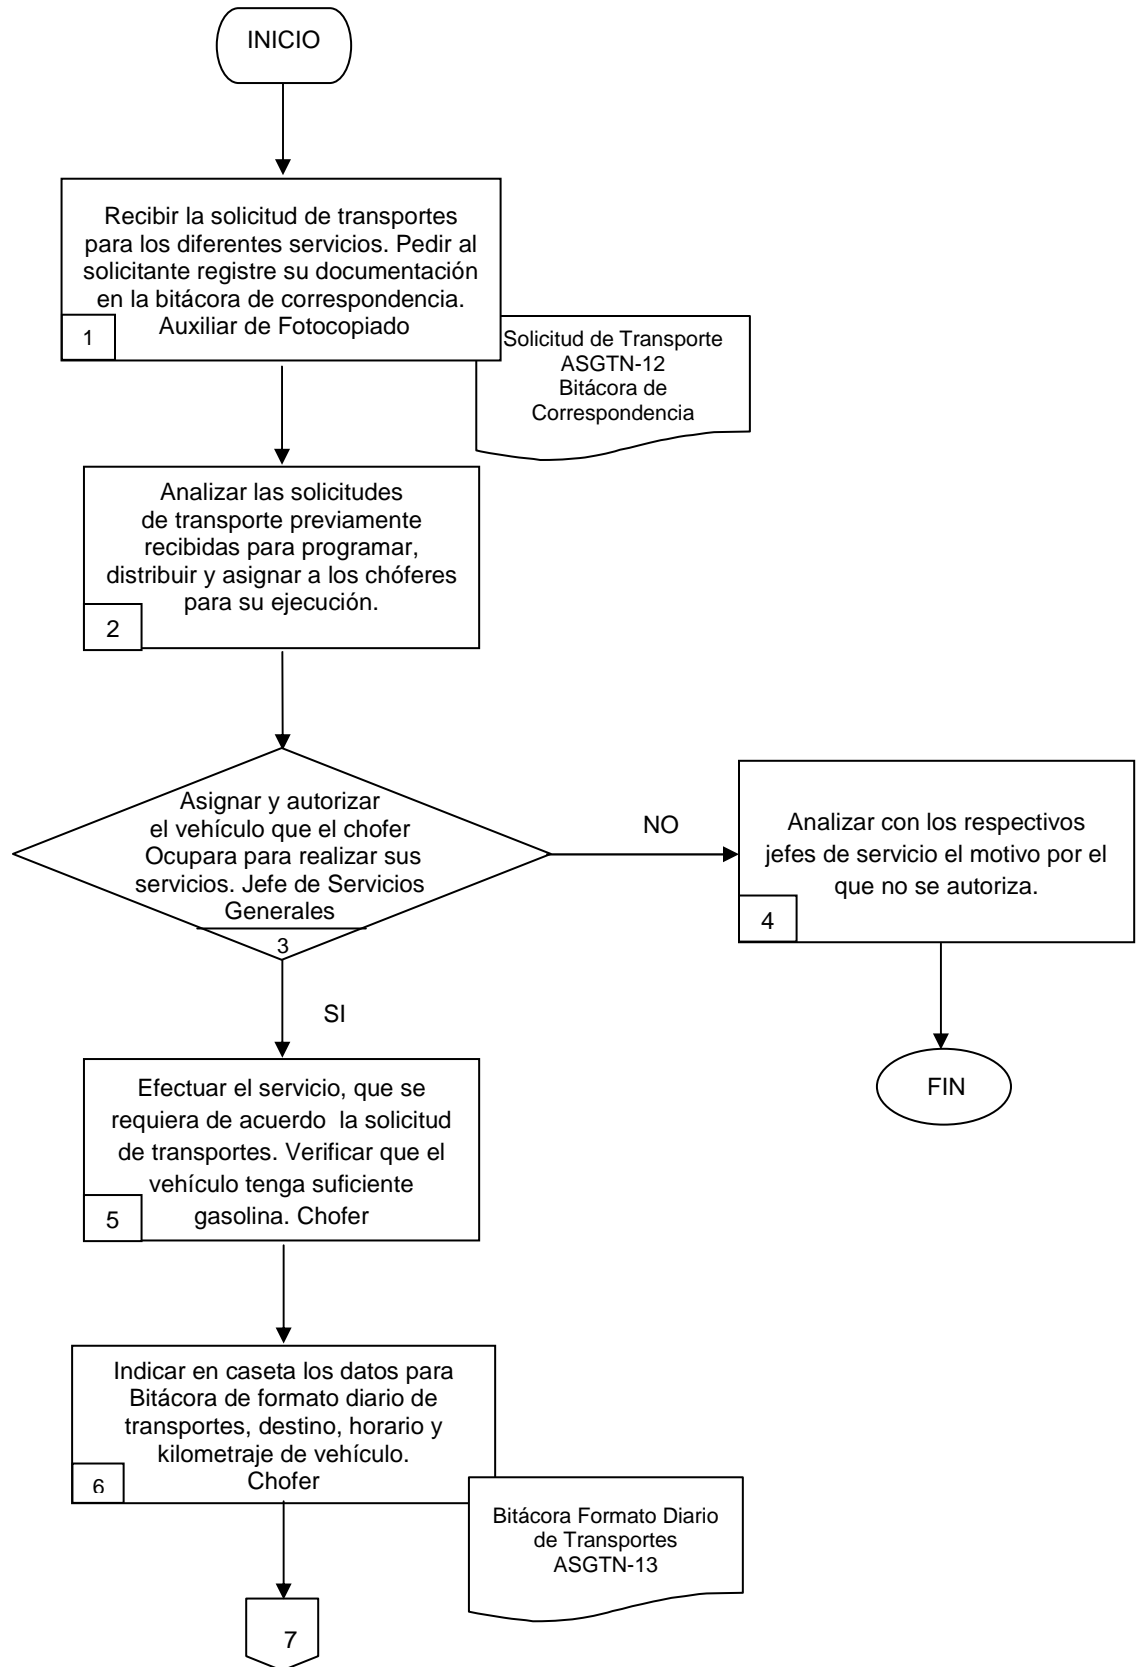 INICIO
Recibir la solicitud de transportes
para los diferentes servicios. Pedir al
solicitante registre su documentación
en la bitácora de correspondencia.
Auxiliar de Fotocopiado
1
Solicitud de Transporte
ASGTN-12
Bitácora de
Correspondencia
Analizar las solicitudes
de transporte previamente
recibidas para programar,
distribuir y asignar a los chóferes
para su ejecución.
2
Asignar y autorizar
el vehículo que el chofer
Ocupara para realizar sus
servicios. Jefe de Servicios
Generales
3
NO
Analizar con los respectivos
jefes de servicio el motivo por el
que no se autoriza.
4
SI
FIN
Efectuar el servicio, que se
requiera de acuerdo  la solicitud
de transportes. Verificar que el
vehículo tenga suficiente
gasolina. Chofer
5
Indicar en caseta los datos para
Bitácora de formato diario de
transportes, destino, horario y
kilometraje de vehículo.
Chofer
6
Bitácora Formato Diario
de Transportes
ASGTN-13
7